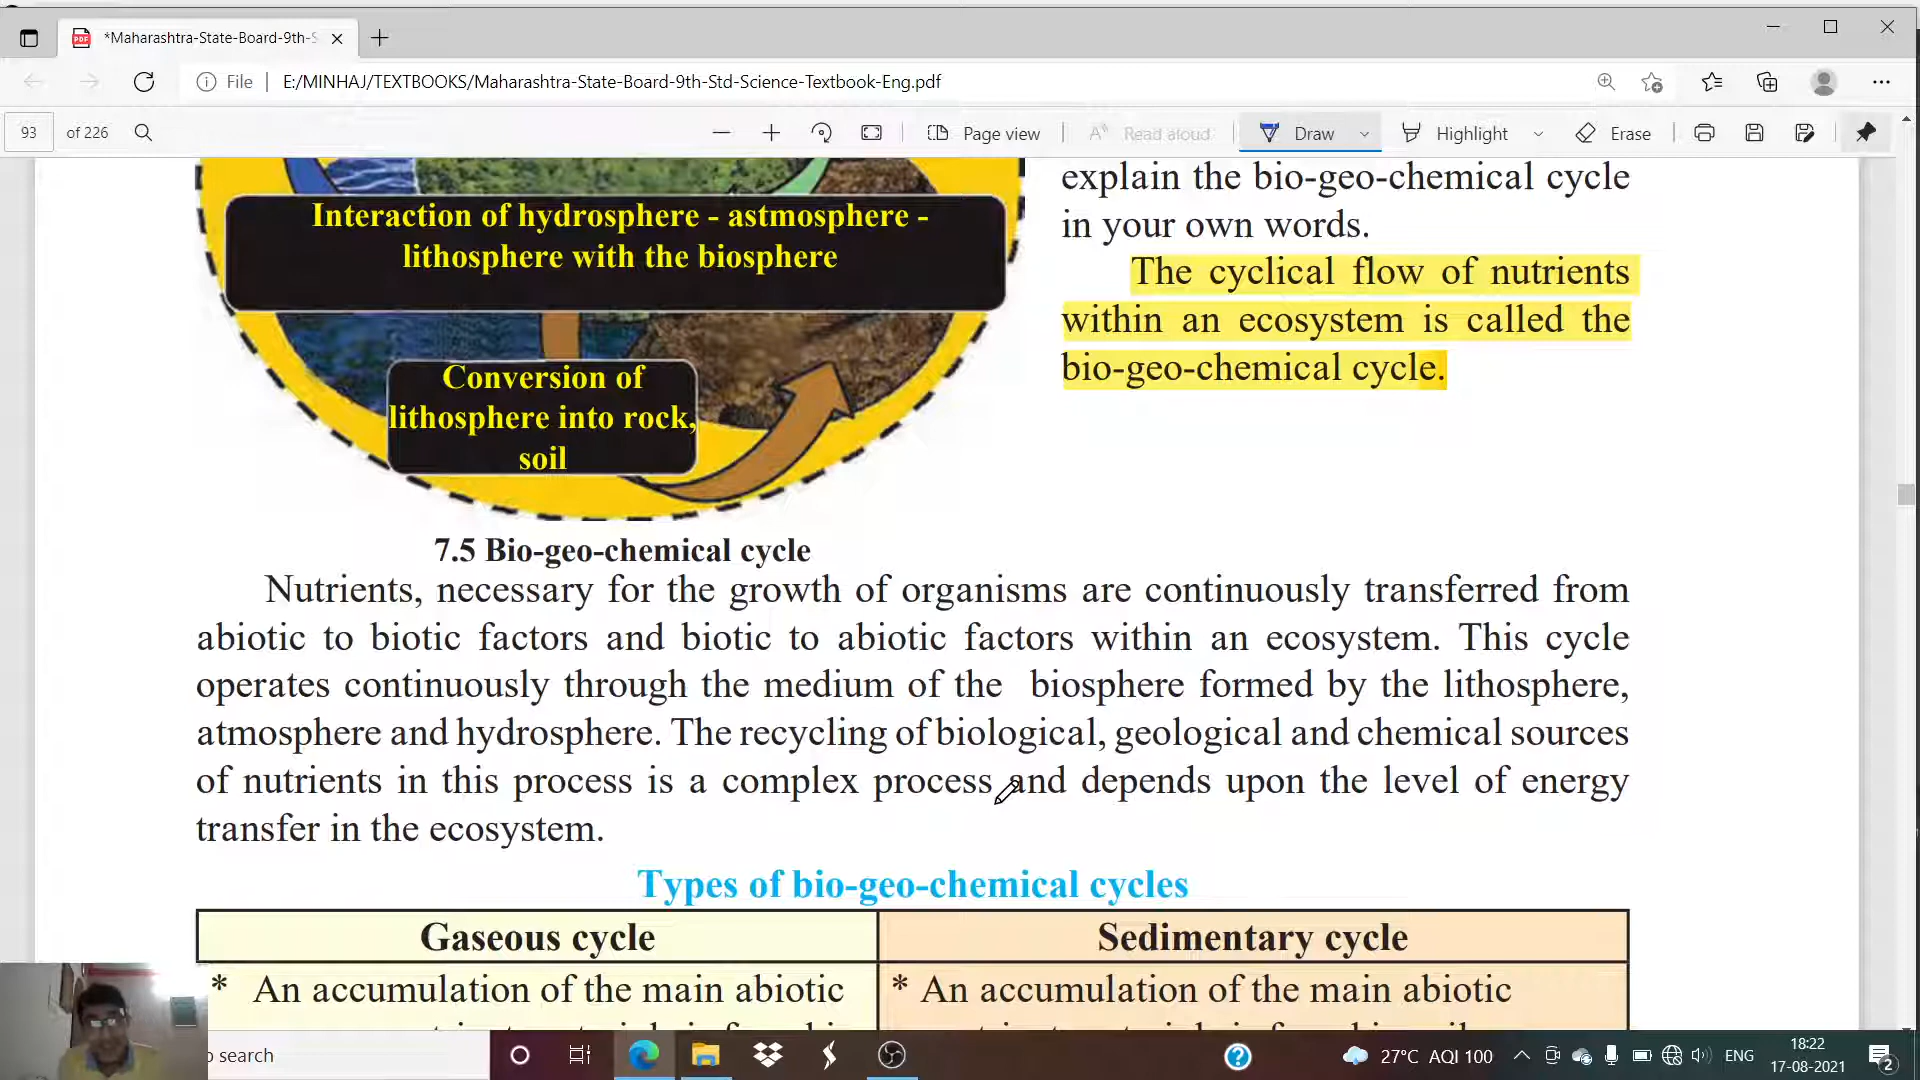 *Maharashtra-State-Board-9th-S
File
E:/MINHAJ/TEXTBOOKS/Maharashtra-State-Board-9th-Std-Science-Textbook-Eng.pdf
93 of 226
Page view
Read aloud
Draw
Highlight
Erase
Interaction of hydrosphere - astmosphere -
lithosphere with the biosphere
Conversion of
lithosphere into rock,
soil
7.5 Bio-geo-chemical cycle
explain the bio-geo-chemical cycle
in your own words.
The cyclical flow of nutrients
within an ecosystem is called the
bio-geo-chemical cycle.
Nutrients, necessary for the growth of organisms are continuously transferred from
abiotic to biotic factors and biotic to abiotic factors within an ecosystem. This cycle
operates continuously through the medium of the biosphere formed by the lithosphere,
atmosphere and hydrosphere. The recycling of biological, geological and chemical sources
of nutrients in this process is a complex process and depends upon the level of energy
transfer in the ecosystem.
Types of bio-geo-chemical cycles
Gaseous cycle
Sedimentary cycle
* An accumulation of the main abiotic
* An accumulation of the main abiotic
search
27°C AQI 100
ENG
18:22
17-08-2021
2